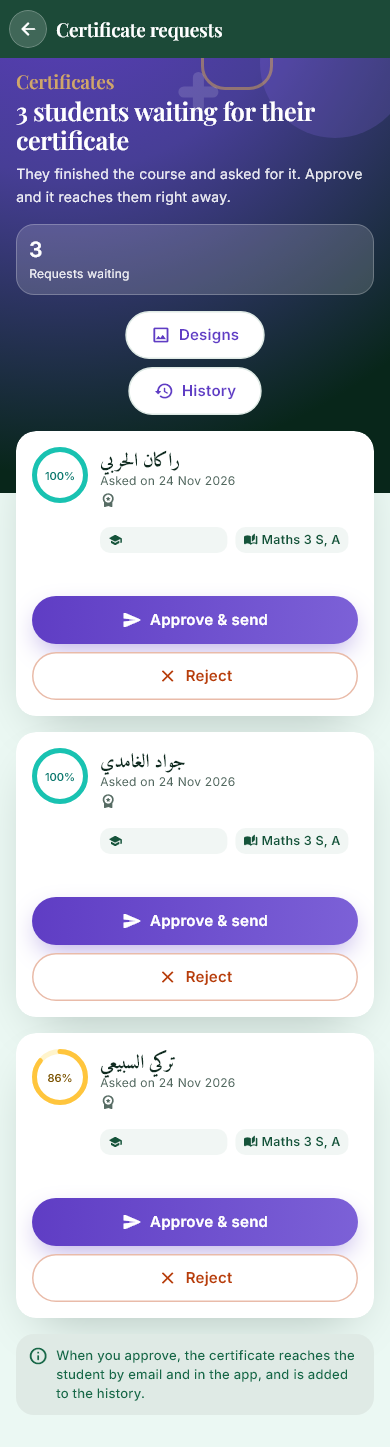 Certificate requests
Certificates
3 students waiting for their
certificate
They finished the course and asked for it. Approve
and it reaches them right away.
3
Requests waiting
Designs
History
100%
راكان الحربي
Asked on 24 Nov 2026
Maths 3 S, A
Approve & send
Reject
100%
جواد الغامدي
Asked on 24 Nov 2026
Maths 3 S, A
Approve & send
Reject
86%
تركي السبيعي
Asked on 24 Nov 2026
Maths 3 S, A
Approve & send
Reject
When you approve, the certificate reaches the
student by email and in the app, and is added
to the history.